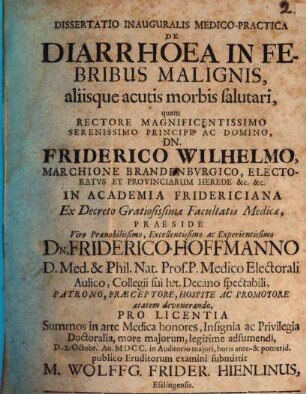 2.
DISSERTATIO INAUGURALIS MEDICO-PRACTICA
DE
DIARRHOEA IN FE-
BRIBUS MALIGNIS,
aliisque acutis morbis salutari,
quam
RECTORE MAGNIFICENTISSIMO
SERENISSIMO PRINCIPE AC DOMINO,
DN.
FRIDERICO WILHELMO,
MARCHIONE BRANDENBURGICO, ELECTO-
RATUS ET PROVINCIARUM HEREDE &c. &c.
IN ACADEMIA FRIDERICIANA
Ex Decreto Gratiosissimæ Facultatis Medicæ,
PRAESIDE
Viro Prænobilissimo, Excellentissimo ac Experientissimo
DN. FRIDERICO HOFFMANNO
D. Med. & Phil. Nat. Prof. P. Medico Electorali
Aulico, Collegii sui h.t. Decano spectabili,
PATRONO, PRÆCEPTORE, HOSPITE AC PROMOTORE
ætatem devenerando,
PRO LICENTIA
Summos in arte Medica honores, Insignia ac Privilegia
Doctoralia, more majorum, legitime adsumendi,
D. 2. Octobr. An. MDCC. in Auditorio majori, horis ante- & pomerid.
publico Eruditorum examini submittit
M. WOLFFG. FRIDER. HIENLINUS,
Esslingensis.